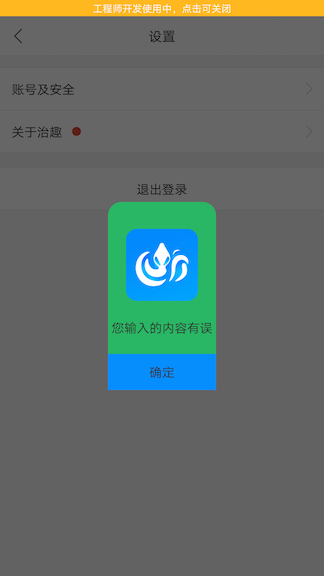 工程师开发使用中，点击可关闭
设置
账号及安全
关于治趣
退出登录
您输入的内容有误
确定